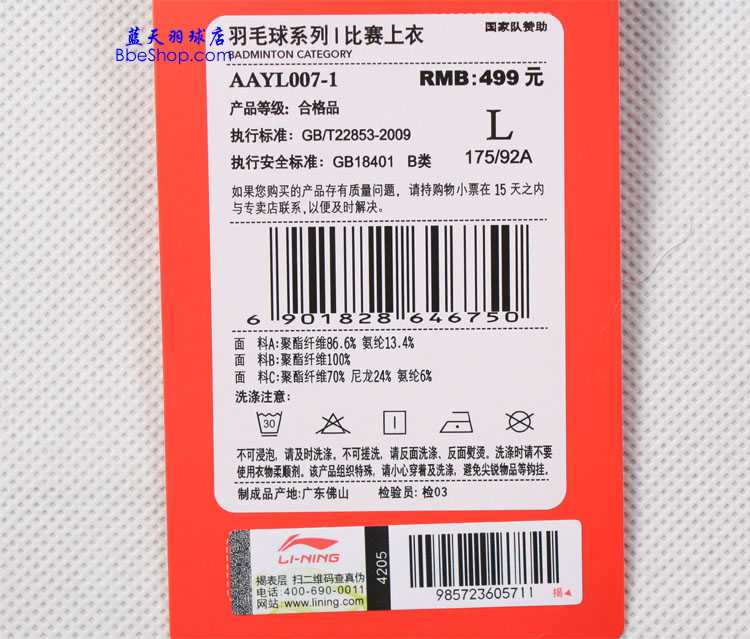 蓝天羽球店
BbeShop.com
羽毛球系列 | 比赛上衣
国家队赞助
BADMINTON CATEGORY
AAYL007-1
RMB: 499 元
产品等级: 合格品
执行标准: GB/T22853-2009
L
执行安全标准: GB18401 B类
175/92A
如果您购买的产品存有质量问题, 请持购物小票在 15 天之内
与专卖店联系,以便及时解决。
6 901828 646750
面 料A:聚酯纤维86.6% 氨纶13.4%
面 料B:聚酯纤维100%
面 料C:聚酯纤维70% 尼龙24% 氨纶6%
洗涤注意:
30
不可浸泡, 请及时洗涤。不可搓洗, 请反面洗涤、反面熨烫。洗涤时请不要
使用衣物柔顺剂。该产品组织特殊, 请小心穿着及洗涤, 避免尖锐物品等钩挂。
制成品产地:广东佛山 检验员: 检03
LI-NING
揭表层 扫二维码查真伪
电话:400-690-0011
网站:www.lining.com
4205
985723605711
揭